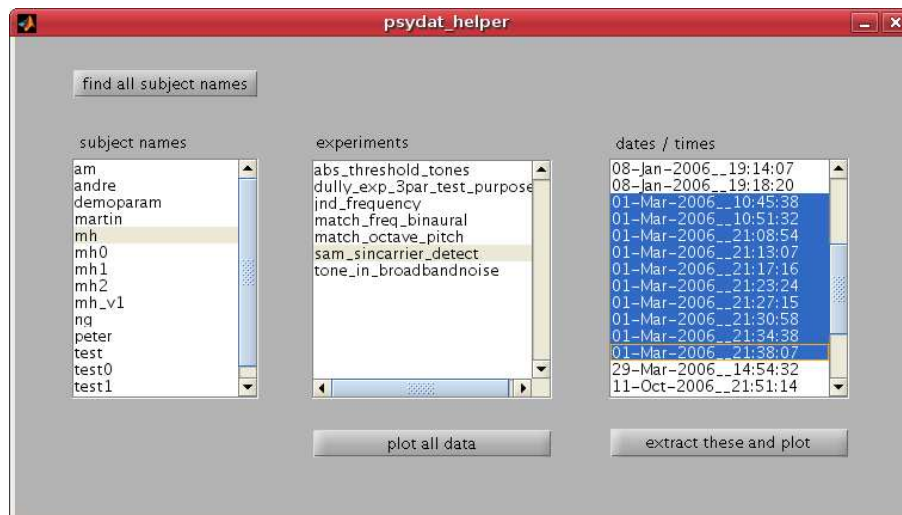 psydat_helper
find all subject names
subject names
am
andre
demoparam
martin
mh
mh0
mh1
mh2
mh_v1
ng
peter
test
test0
test1
experiments
abs_threshold_tones
dully_exp_3par_test_purpose
jnd_frequency
match_freq_binaural
match_octave_pitch
sam_sincarrier_detect
tone_in_broadbandnoise
plot all data
dates / times
08-Jan-2006__19:14:07
08-Jan-2006__19:18:20
01-Mar-2006__10:45:38
01-Mar-2006__10:51:32
01-Mar-2006__21:08:54
01-Mar-2006__21:13:07
01-Mar-2006__21:17:16
01-Mar-2006__21:23:24
01-Mar-2006__21:27:15
01-Mar-2006__21:30:58
01-Mar-2006__21:34:38
01-Mar-2006__21:38:07
29-Mar-2006__14:54:32
11-Oct-2006__21:51:14
extract these and plot